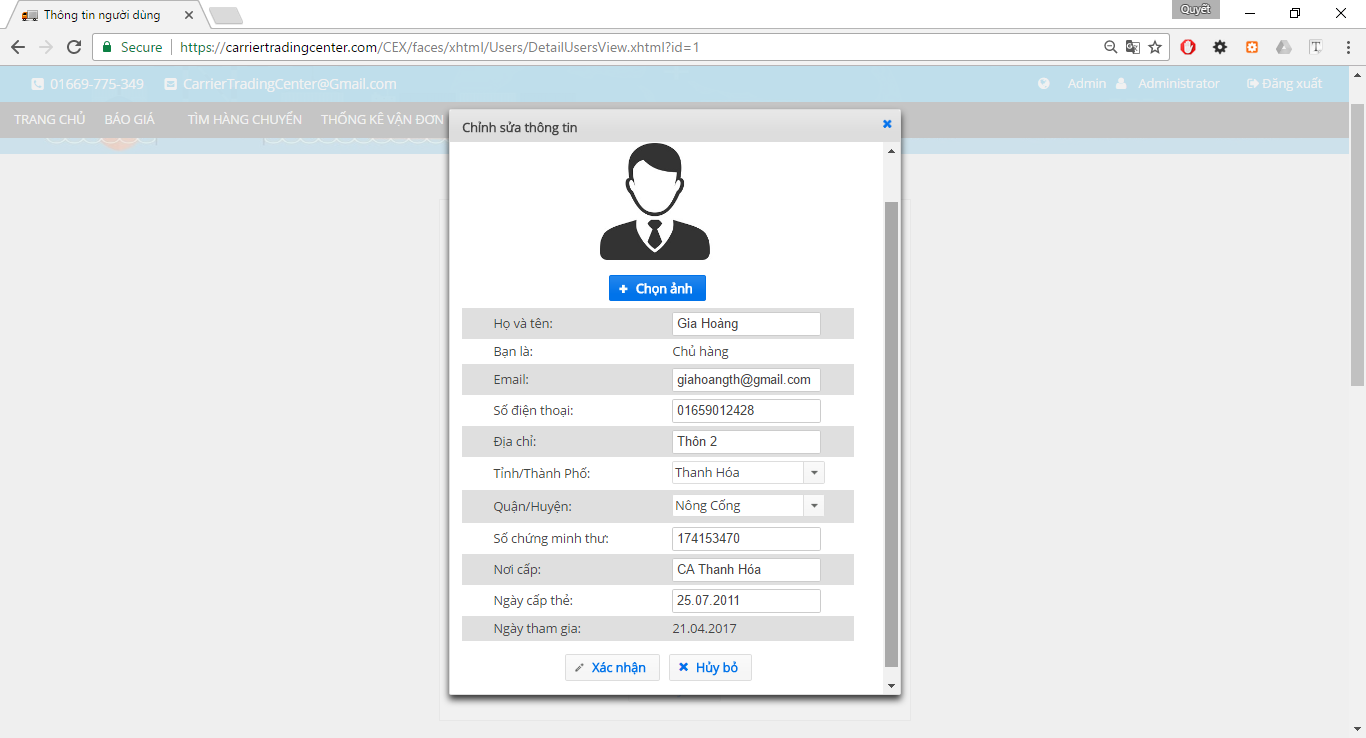 Thông tin người dùng
Quyết
Secure https://carriertradingcenter.com/CEX/faces/xhtml/Users/DetailUsersView.xhtml?id=1
01669-775-349 CarrierTradingCenter@Gmail.com Admin Administrator Đăng xuất
TRANG CHỦ BÁO GIÁ TÌM HÀNG CHUYẾN THỐNG KÊ VẬN ĐƠN
Chỉnh sửa thông tin
+ Chọn ảnh
Họ và tên: Gia Hoàng
Bạn là: Chủ hàng
Email: giahoangth@gmail.com
Số điện thoại: 01659012428
Địa chỉ: Thôn 2
Tỉnh/Thành Phố: Thanh Hóa
Quận/Huyện: Nông Cống
Số chứng minh thư: 174153470
Nơi cấp: CA Thanh Hóa
Ngày cấp thẻ: 25.07.2011
Ngày tham gia: 21.04.2017
Xác nhận Hủy bỏ